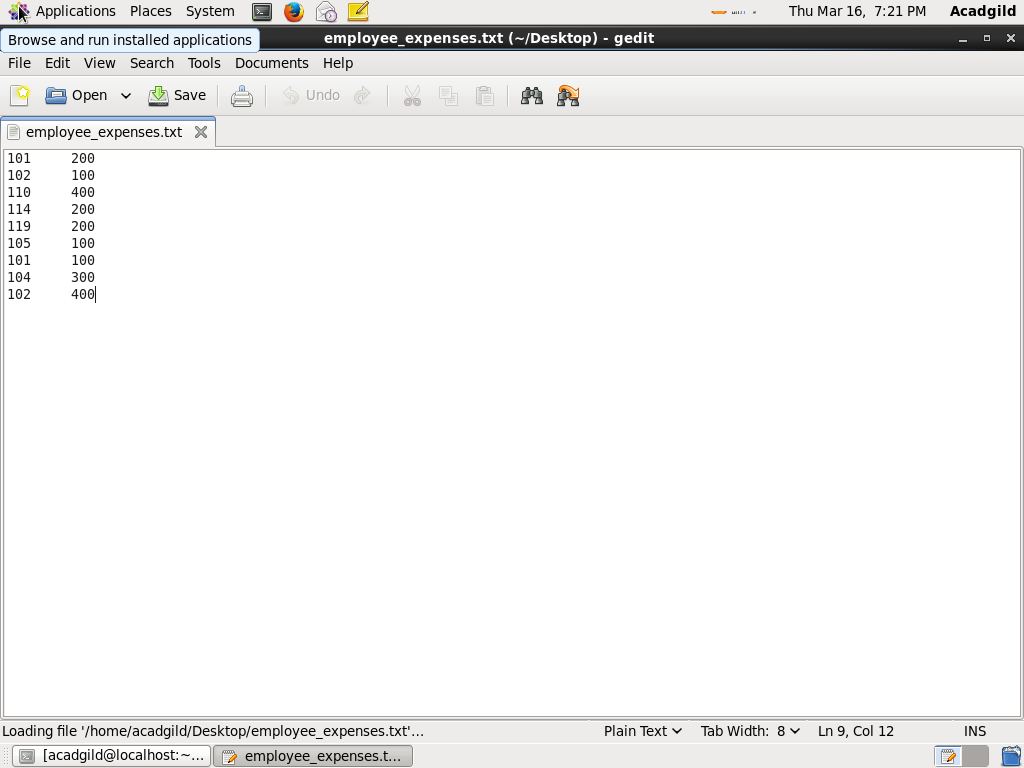 Applications Places System Thu Mar 16, 7:21 PM Acadgild
Browse and run installed applications
employee_expenses.txt (~/Desktop) - gedit
File Edit View Search Tools Documents Help
Open Save Undo
employee_expenses.txt
101 200
102 100
110 400
114 200
119 200
105 100
101 100
104 300
102 400
Loading file '/home/acadgild/Desktop/employee_expenses.txt'... Plain Text Tab Width: 8 Ln 9, Col 12 INS
[acadgild@localhost:~... employee_expenses.t...